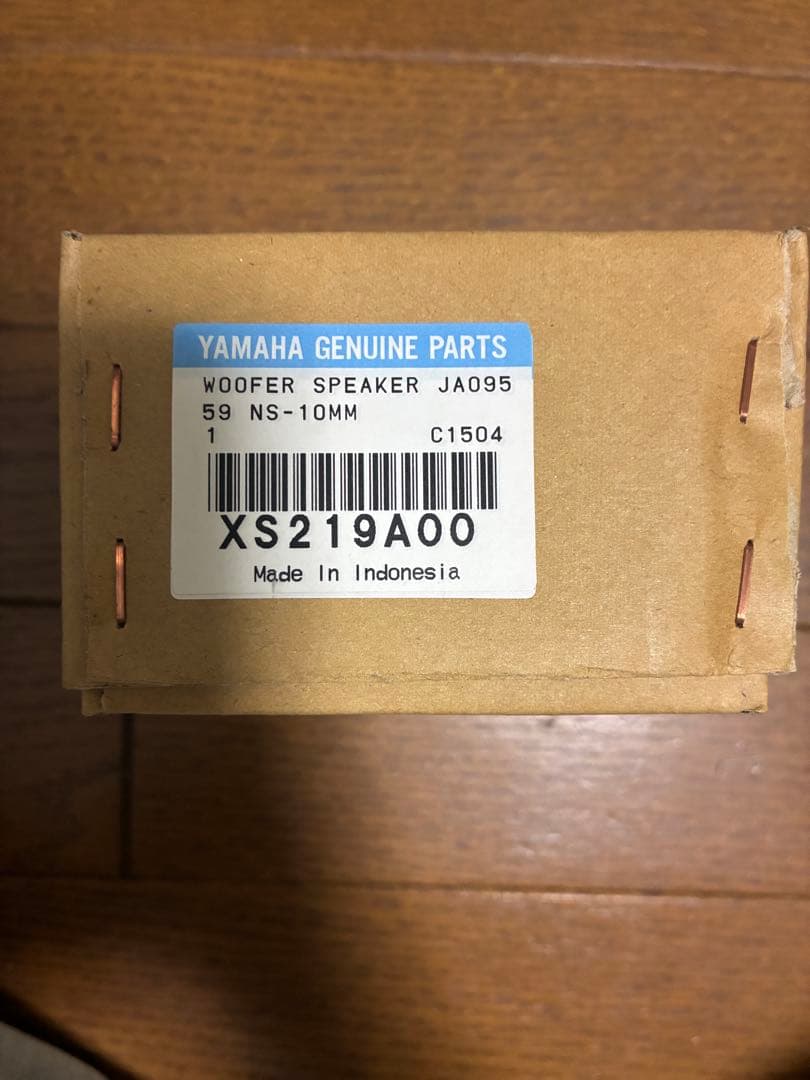 YAMAHA GENUINE PARTS
WOOFER SPEAKER JA095
59 NS-10MM
1 C1504
XS219A00
Made In Indonesia